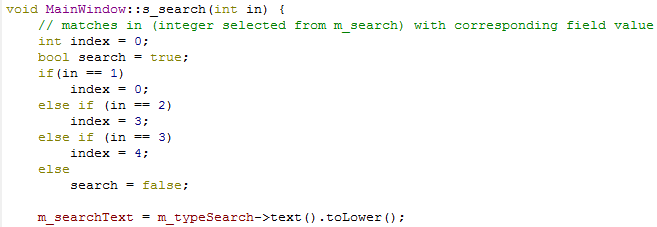 void MainWindow::s_search(int in) {
    // matches in (integer selected from m_search) with corresponding field value
    int index = 0;
    bool search = true;
    if(in == 1)
        index = 0;
    else if (in == 2)
        index = 3;
    else if (in == 3)
        index = 4;
    else
        search = false;

    m_searchText = m_typeSearch->text().toLower();